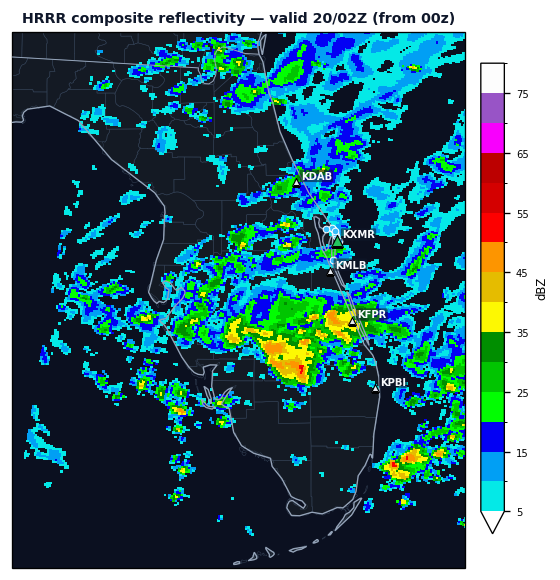 HRRR composite reflectivity — valid 20/02Z (from 00z)
KDAB
KXMR
KMLB
KFPR
KPBI
75
65
55
45
35
25
15
5
dBZ